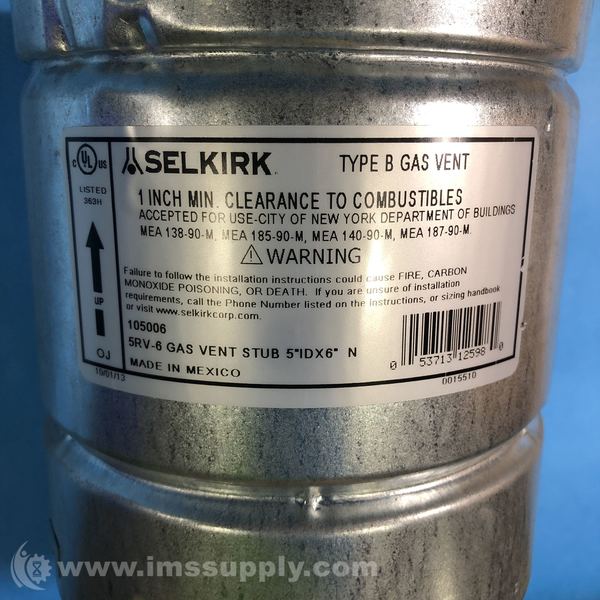 C UL US
LISTED
363H
UP
OJ
10/01/13
SELKIRK. TYPE B GAS VENT
1 INCH MIN. CLEARANCE TO COMBUSTIBLES
ACCEPTED FOR USE-CITY OF NEW YORK DEPARTMENT OF BUILDINGS
MEA 138-90-M, MEA 185-90-M, MEA 140-90-M, MEA 187-90-M.
⚠WARNING
Failure to follow the installation instructions could cause FIRE, CARBON
MONOXIDE POISONING, OR DEATH. If you are unsure of installation
requirements, call the Phone Number listed on the instructions, or sizing handbook
or visit www.selkirkcorp.com.
105006
5RV-6 GAS VENT STUB 5"IDX6" N
MADE IN MEXICO
0 53713 12598 0
0015510
www.imssupply.com